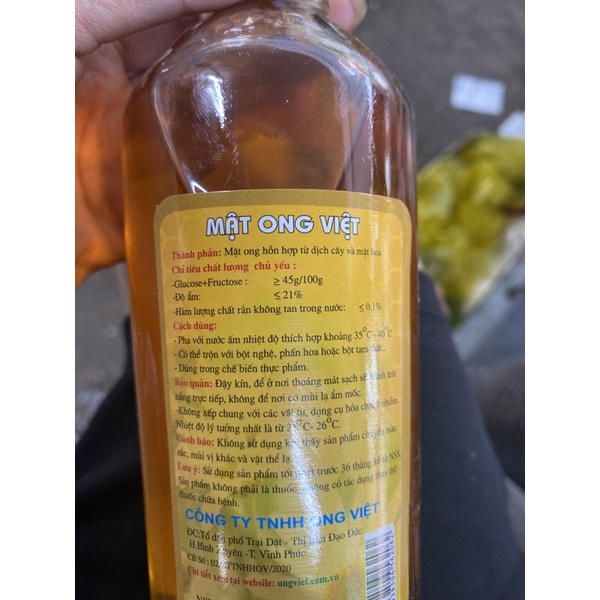 MẬT ONG VIỆT
Thành phần: Mật ong hỗn hợp từ dịch cây và mật hoa
Chỉ tiêu chất lượng chủ yếu :
-Glucose+Fructose : ≥ 45g/100g
-Độ ẩm: ≤ 21%
-Hàm lượng chất rắn không tan trong nước: ≤ 0.1%
Cách dùng:
- Pha với nước ấm nhiệt độ thích hợp khoảng 35⁰C- 40⁰C
- Có thể trộn với bột nghệ, phấn hoa hoặc bột tam thất...
- Dùng trong chế biến thực phẩm.
Bảo quản: Đậy kín, để ở nơi thoáng mát sạch sẽ, tránh ánh
nắng trực tiếp, không để nơi có mùi lạ ẩm mốc.
-Không xếp chung với các vật tư, dụng cụ hóa chất ô nhiễm.
Nhiệt độ lý tưởng nhất là từ C- 26⁰C.
Cảnh báo: Không sử dụng khi thấy sản phẩm chuyển màu
sắc, mùi vị khác và vật thể lạ.
Lưu ý: Sử dụng sản phẩm tốt nhất trước 36 tháng kể từ NSX.
Sản phẩm không phải là thuốc, không có tác dụng thay thế
thuốc chữa bệnh.
CÔNG TY TNHH ONG VIỆT
ĐC:Tổ dân phố Trại Dật - Thị trấn Đạo Đức
H.Bình Xuyên -T. Vĩnh Phúc
CB Số : TTNHHOV/2020
Chi tiết xem tại website: ongviet.com.vn